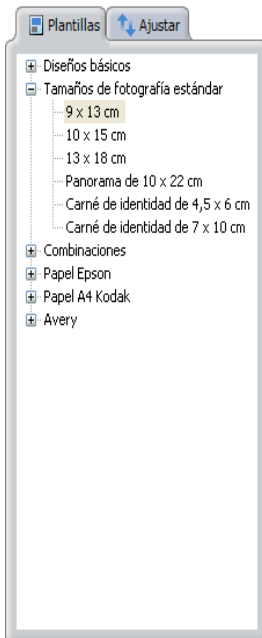 Plantillas Ajustar
Diseños básicos
Tamaños de fotografía estándar
9 x 13 cm
10 x 15 cm
13 x 18 cm
Panorama de 10 x 22 cm
Carné de identidad de 4,5 x 6 cm
Carné de identidad de 7 x 10 cm
Combinaciones
Papel Epson
Papel A4 Kodak
Avery